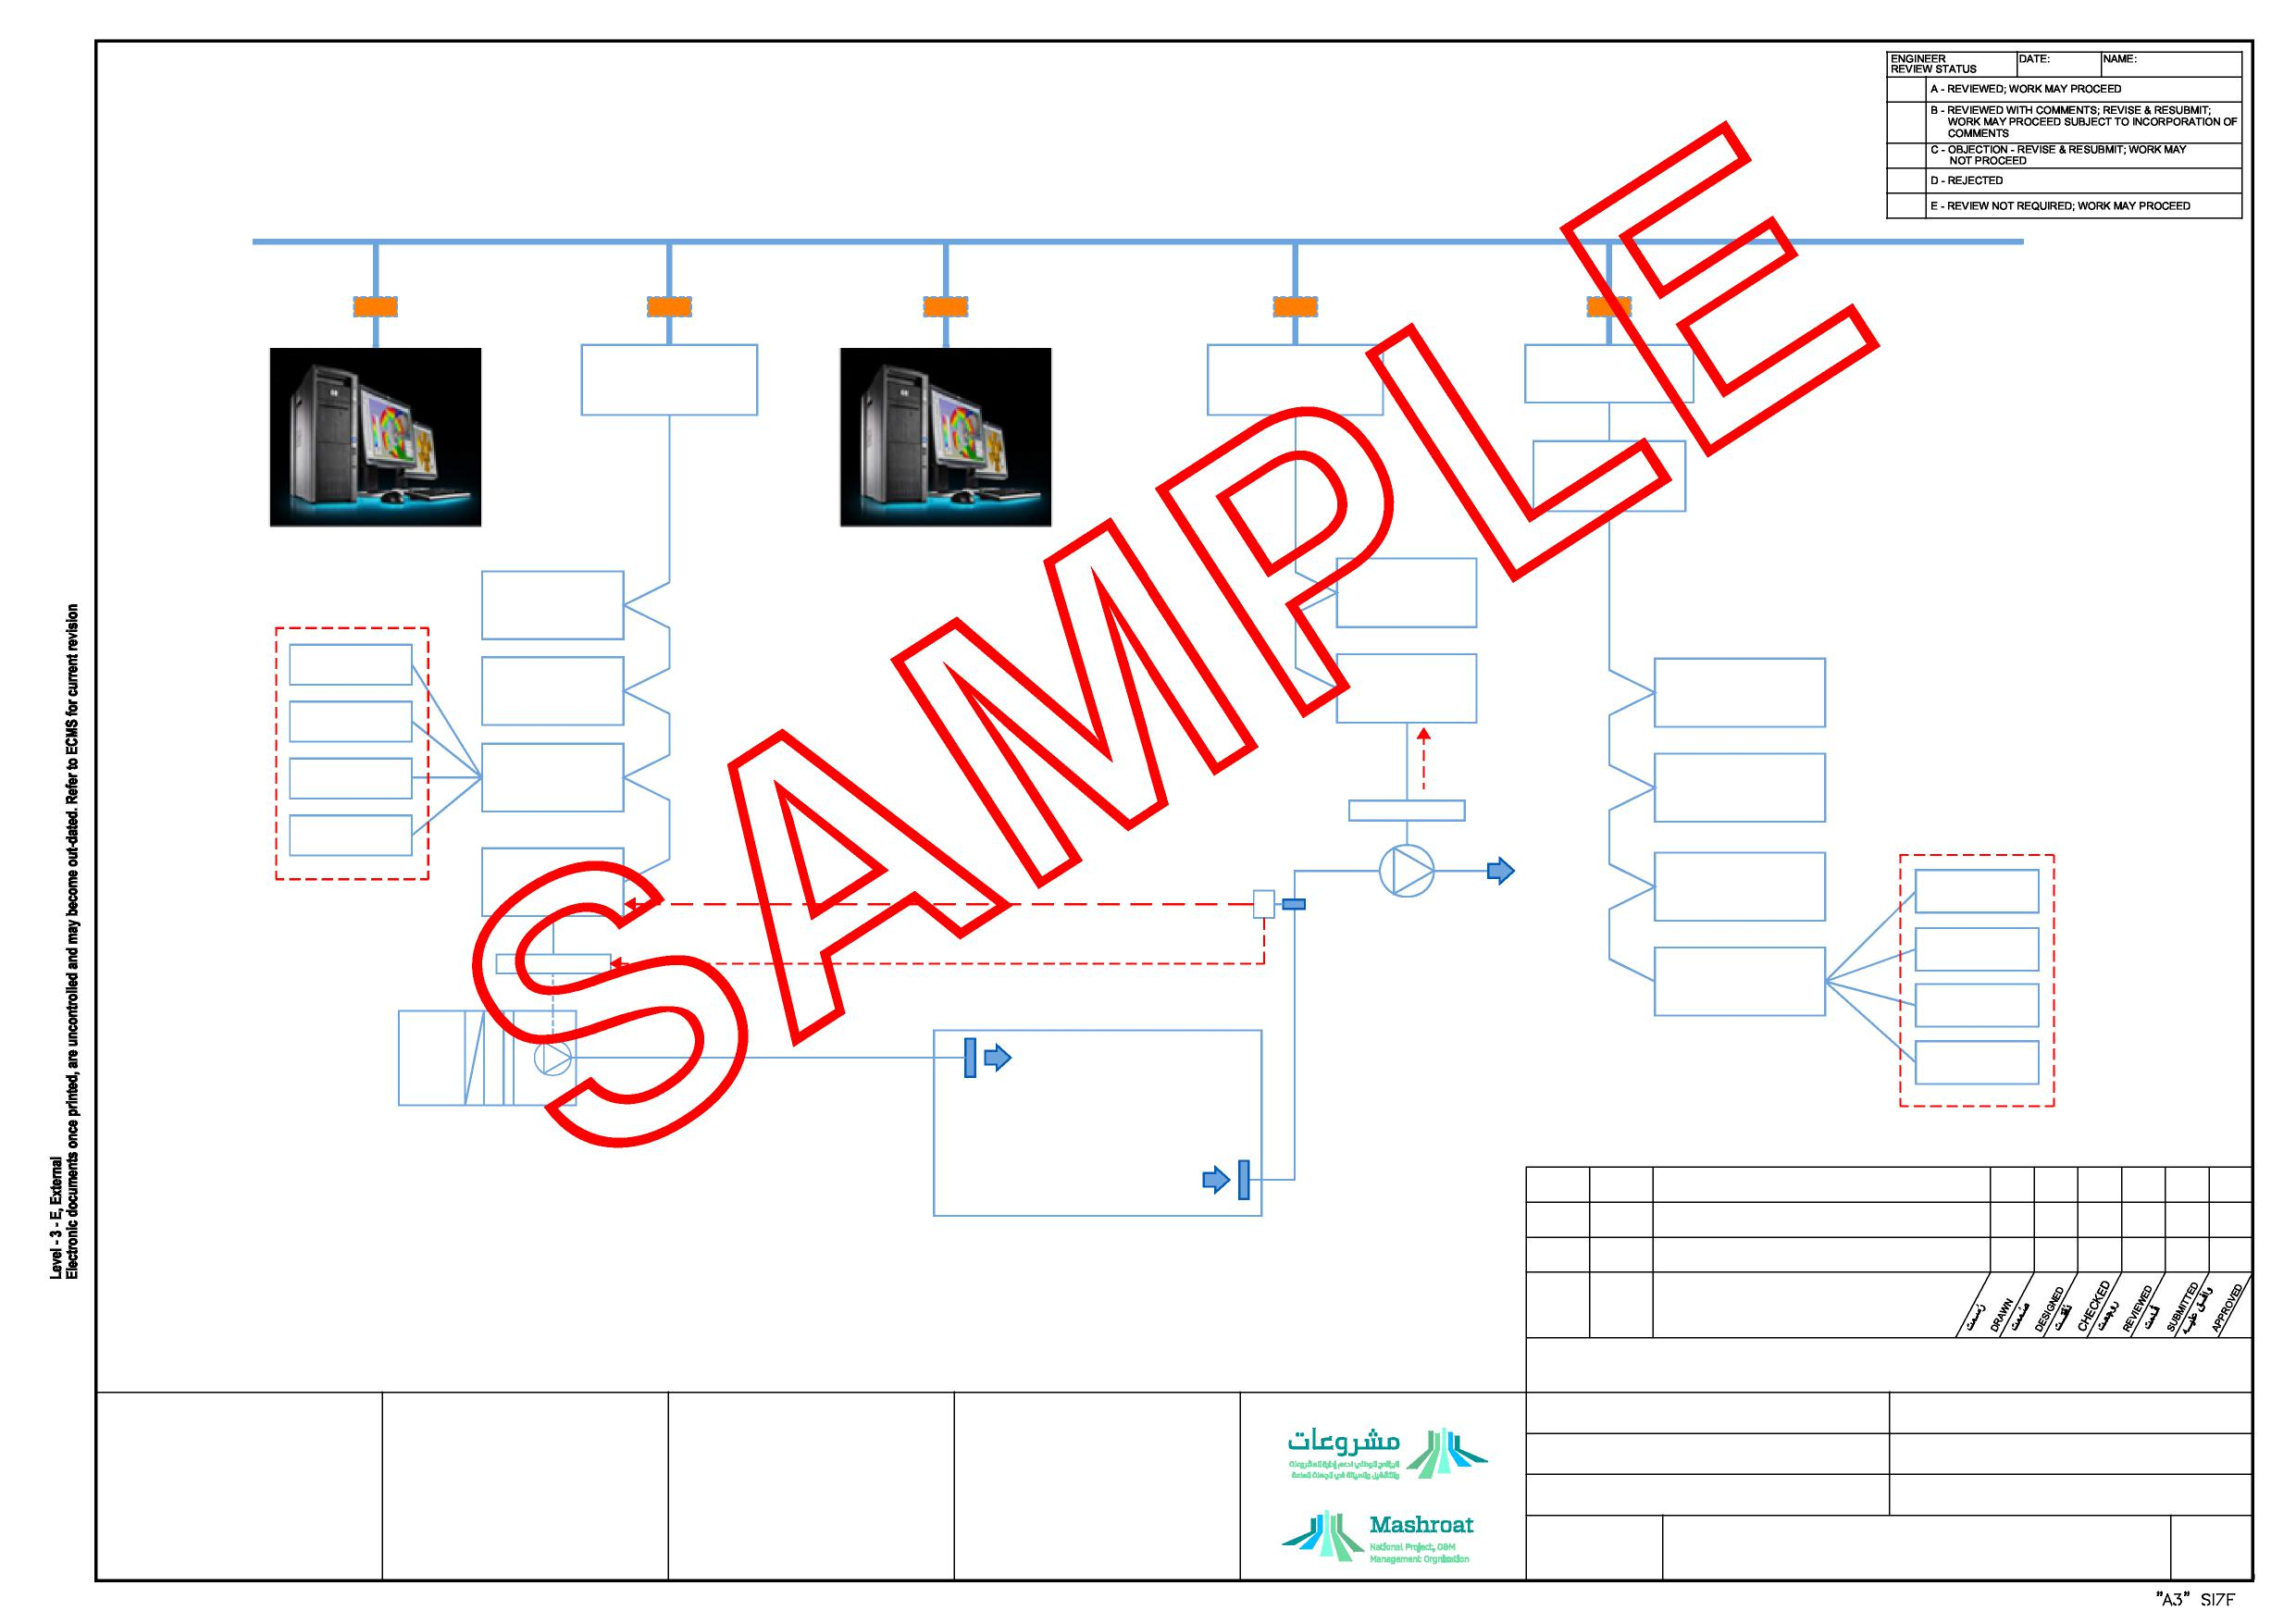 ENGINEER
REVIEW STATUS
DATE:
NAME:
A - REVIEWED; WORK MAY PROCEED
B - REVIEWED WITH COMMENTS; REVISE & RESUBMIT;
WORK MAY PROCEED SUBJECT TO INCORPORATION OF
COMMENTS
C - OBJECTION - REVISE & RESUBMIT; WORK MAY
NOT PROCEED
D - REJECTED
E - REVIEW NOT REQUIRED; WORK MAY PROCEED
SAMPLE
Level - 3 - E, External
Electronic documents once printed, are uncontrolled and may become out-dated. Refer to ECMS for current revision
DRAWN
DESIGNED
CHECKED
REVIEWED
SUBMITTED
APPROVED
مشروعات
Mashroat
National Project, O&M
Management Orgnization
"A3" SIZE